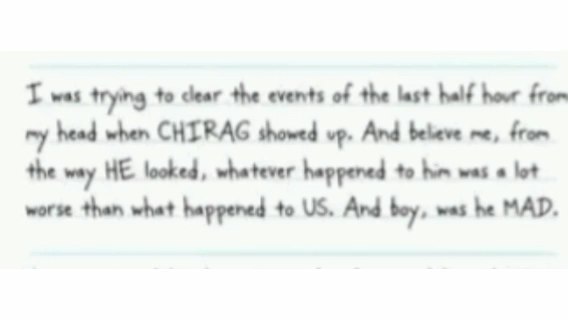 I was trying to clear the events of the last half hour from
my head when CHIRAG showed up. And believe me, from
the way HE looked, whatever happened to him was a lot
worse than what happened to US. And boy, was he MAD.